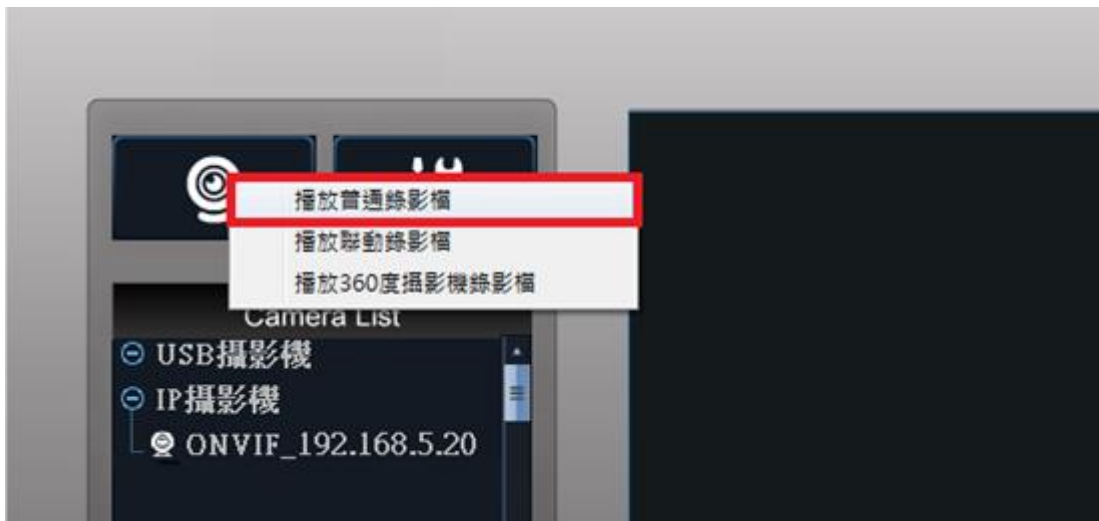 播放普通錄影檔
播放聯動錄影檔
播放360度攝影機錄影檔
Camera List
USB攝影機
IP攝影機
ONVIF_192.168.5.20